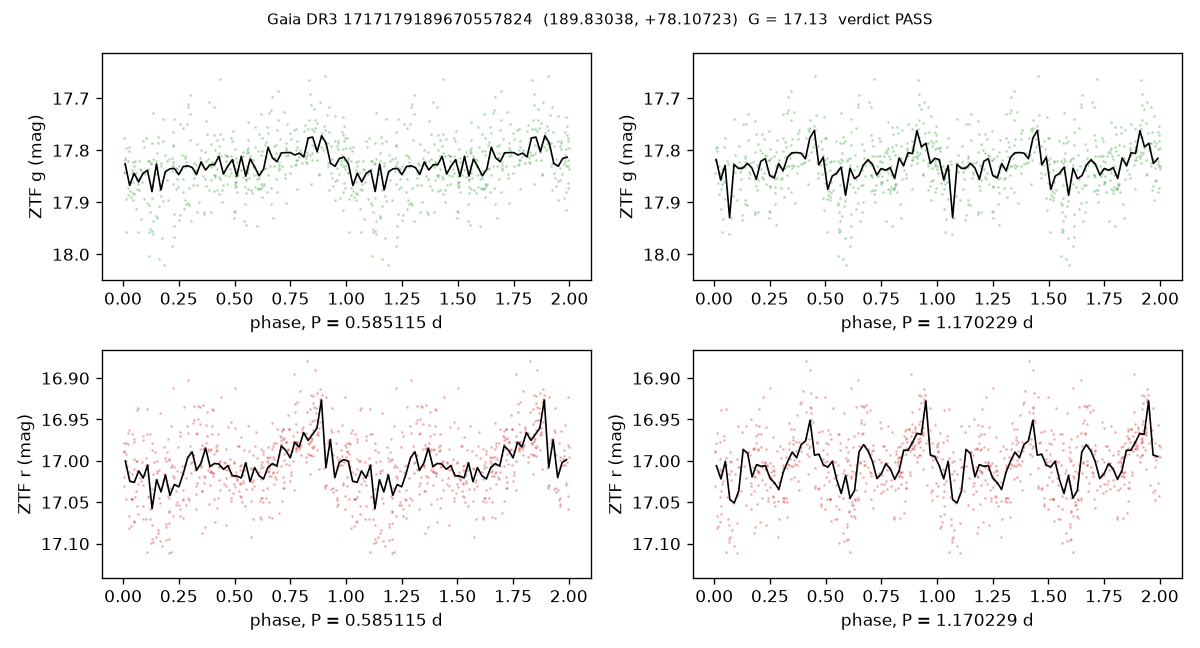 Gaia DR3 1717179189670557824 (189.83038, +78.10723) G = 17.13 verdict PASS
ZTF g (mag)
17.7
17.8
17.9
18.0
0.00 0.25 0.50 0.75 1.00 1.25 1.50 1.75 2.00
phase, P = 0.585115 d
ZTF g (mag)
17.7
17.8
17.9
18.0
0.00 0.25 0.50 0.75 1.00 1.25 1.50 1.75 2.00
phase, P = 1.170229 d
ZTF r (mag)
16.90
16.95
17.00
17.05
17.10
0.00 0.25 0.50 0.75 1.00 1.25 1.50 1.75 2.00
phase, P = 0.585115 d
ZTF r (mag)
16.90
16.95
17.00
17.05
17.10
0.00 0.25 0.50 0.75 1.00 1.25 1.50 1.75 2.00
phase, P = 1.170229 d